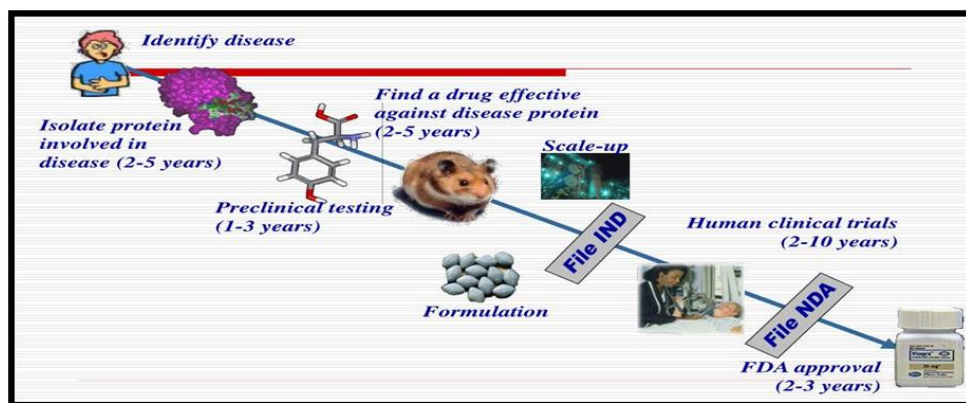 Identify disease
Isolate protein
involved in
disease (2-5 years)
Find a drug effective
against disease protein
(2-5 years)
Preclinical testing
(1-3 years)
Scale-up
Formulation
File IND
Human clinical trials
(2-10 years)
File NDA
FDA approval
(2-3 years)
Viagra